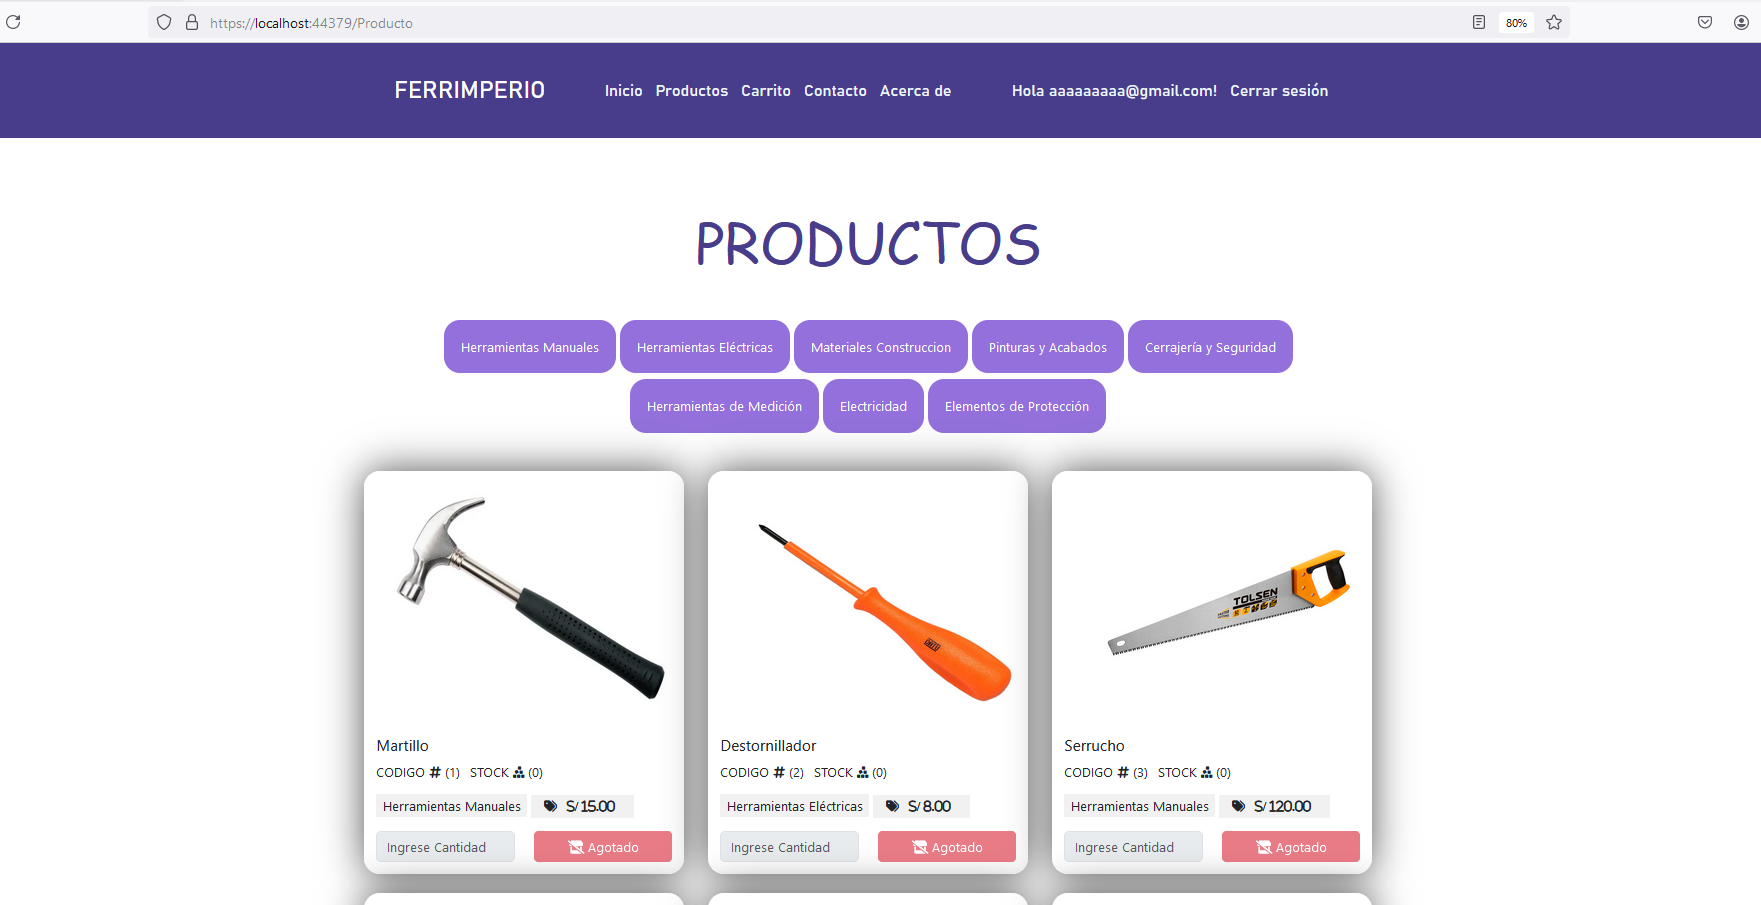 https://localhost:44379/Producto
80%
FERRIMPERIO
Inicio Productos Carrito Contacto Acerca de
Hola aaaaaaaaa@gmail.com! Cerrar sesión
PRODUCTOS
Herramientas Manuales Herramientas Eléctricas Materiales Construccion Pinturas y Acabados Cerrajería y Seguridad
Herramientas de Medición Electricidad Elementos de Protección
TOLSEN
Martillo
CODIGO # (1) STOCK (0)
Herramientas Manuales S/ 15.00
Ingrese Cantidad Agotado
Destornillador
CODIGO # (2) STOCK (0)
Herramientas Eléctricas S/ 8.00
Ingrese Cantidad Agotado
Serrucho
CODIGO # (3) STOCK (0)
Herramientas Manuales S/ 120.00
Ingrese Cantidad Agotado